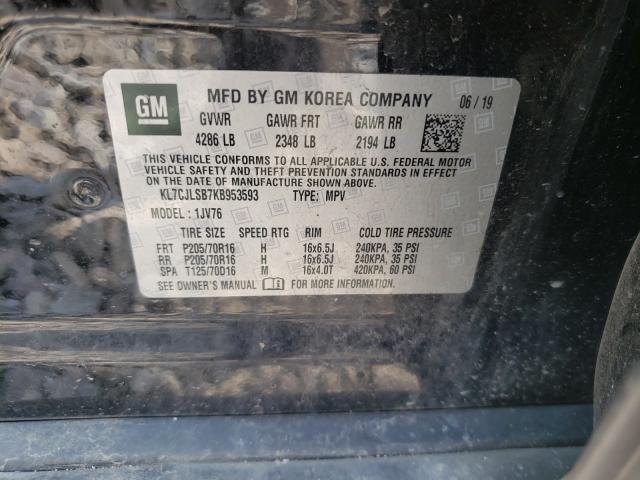 GM MFD BY GM KOREA COMPANY 06 / 19
GVWR GAWR FRT GAWR RR
4286 LB 2348 LB 2194 LB
THIS VEHICLE CONFORMS TO ALL APPLICABLE U.S. FEDERAL MOTOR
VEHICLE SAFETY AND THEFT PREVENTION STANDARDS IN EFFECT
ON THE DATE OF MANUFACTURE SHOWN ABOVE.
KL7CJLSB7KB953593 TYPE: MPV
MODEL: 1JV76
TIRE SIZE SPEED RTG RIM COLD TIRE PRESSURE
FRT P205/70R16 H 16x6.5J 240KPA, 35 PSI
RR P205/70R16 H 16x6.5J 240KPA, 35 PSI
SPA T125/70D16 M 16x4.0T 420KPA, 60 PSI
SEE OWNER'S MANUAL FOR MORE INFORMATION.